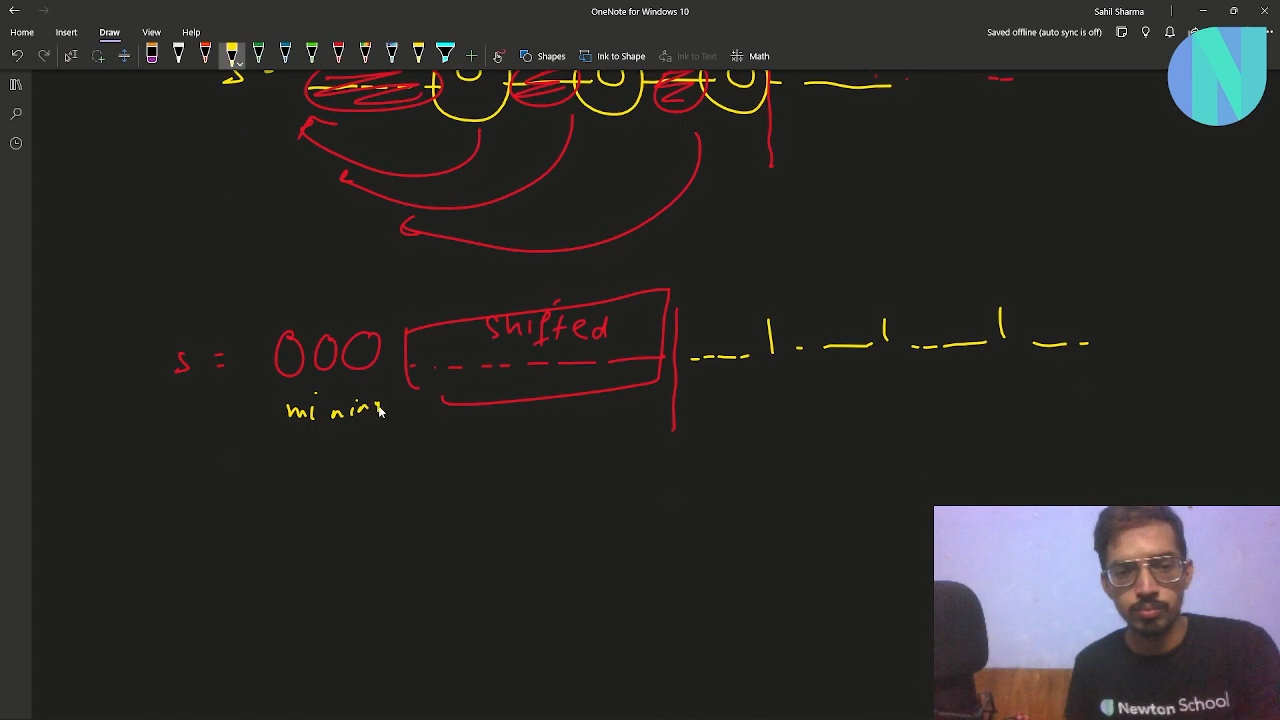 OneNote for Windows 10
Sahil Sharma
Home Insert Draw View Help
Saved offline (auto sync is off)
Shapes Ink to Shape Ink to Text Math
s
shifted
s = 000
minin
Newton School